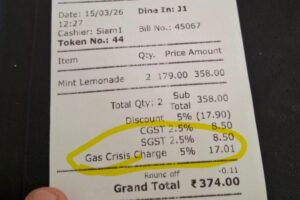 Date: 15/03/26 Dine In: J1
12:27
Cashier: Siam1 Bill No.: 45067
Token No.: 44
Item Qty. Price Amount
Mint Lemonade 2 179.00 358.00
Total Qty: 2 Sub Total 358.00
Discount 5% (17.90)
CGST 2.5% 8.50
SGST 2.5% 8.50
Gas Crisis Charge 5% 17.01
Round off -0.11
Grand Total ₹374.00